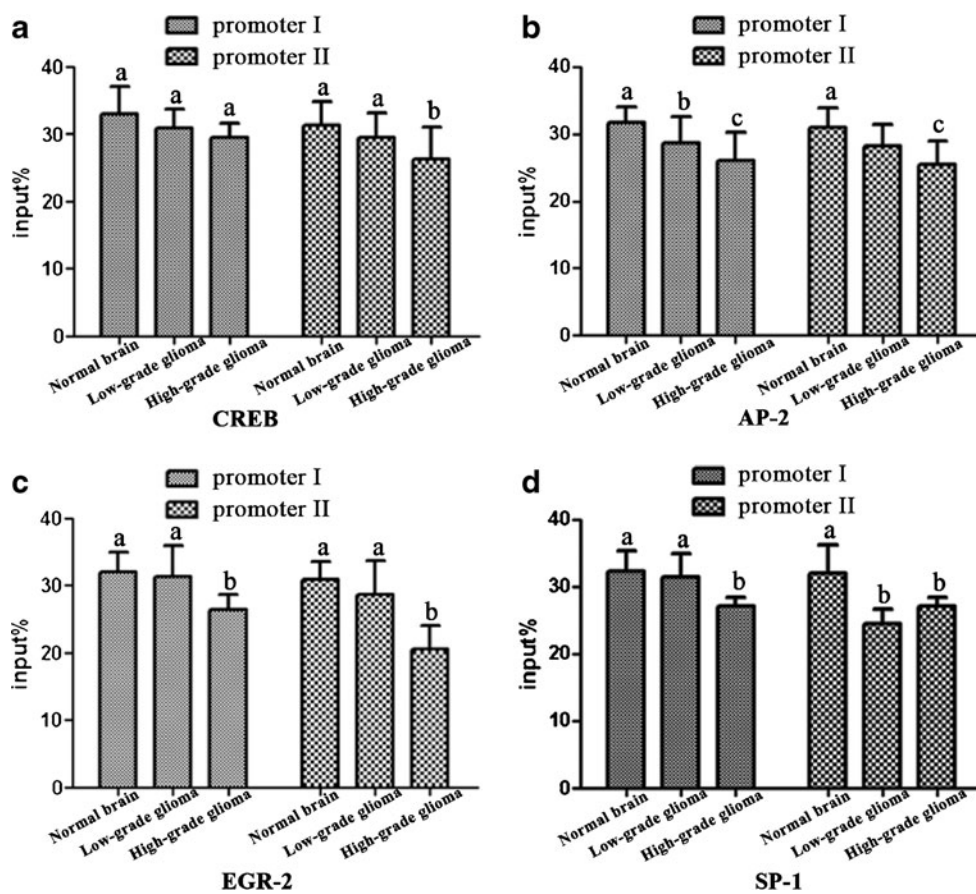 a
promoter I
promoter II
40
30
20
10
0
input%
a a a a a b
Normal brain
Low-grade glioma
High-grade glioma
Normal brain
Low-grade glioma
High-grade glioma
CREB
b
promoter I
promoter II
40
30
20
10
0
input%
a b c a c
Normal brain
Low-grade glioma
High-grade glioma
Normal brain
Low-grade glioma
High-grade glioma
AP-2
c
promoter I
promoter II
40
30
20
10
0
input%
a a b a a b
Normal brain
Low-grade glioma
High-grade glioma
Normal brain
Low-grade glioma
High-grade glioma
EGR-2
d
promoter I
promoter II
40
30
20
10
0
input%
a a b a b b
Normal brain
Low-grade glioma
High-grade glioma
Normal brain
Low-grade glioma
High-grade glioma
SP-1